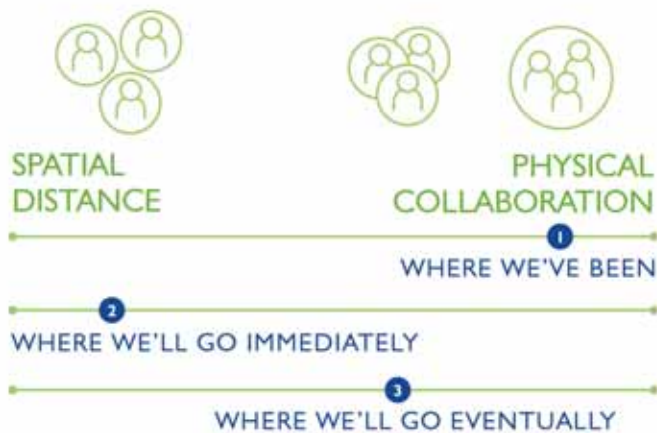 SPATIAL
DISTANCE
PHYSICAL
COLLABORATION
1
WHERE WE'VE BEEN
2
WHERE WE'LL GO IMMEDIATELY
3
WHERE WE'LL GO EVENTUALLY